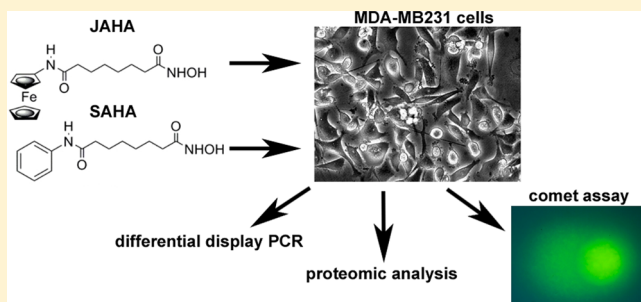 JAHA
MDA-MB231 cells
H
N
O
O
NHOH
Fe
SAHA
H
N
O
O
NHOH
comet assay
differential display PCR
proteomic analysis